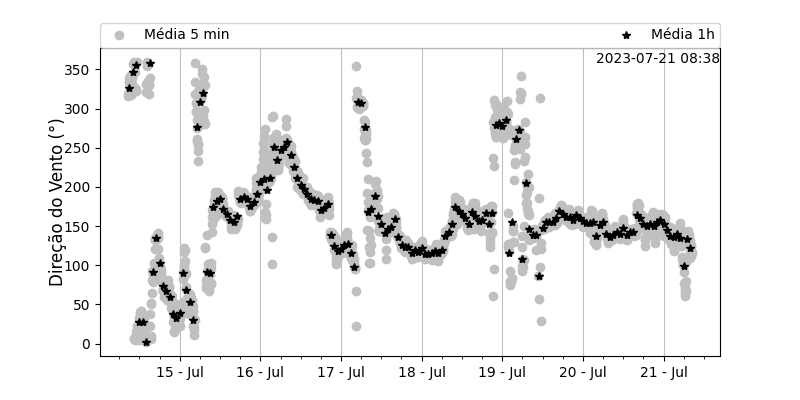 Média 5 min
Média 1h
2023-07-21 08:38
Direção do Vento (°)
350
300
250
200
150
100
50
0
15 - Jul
16 - Jul
17 - Jul
18 - Jul
19 - Jul
20 - Jul
21 - Jul